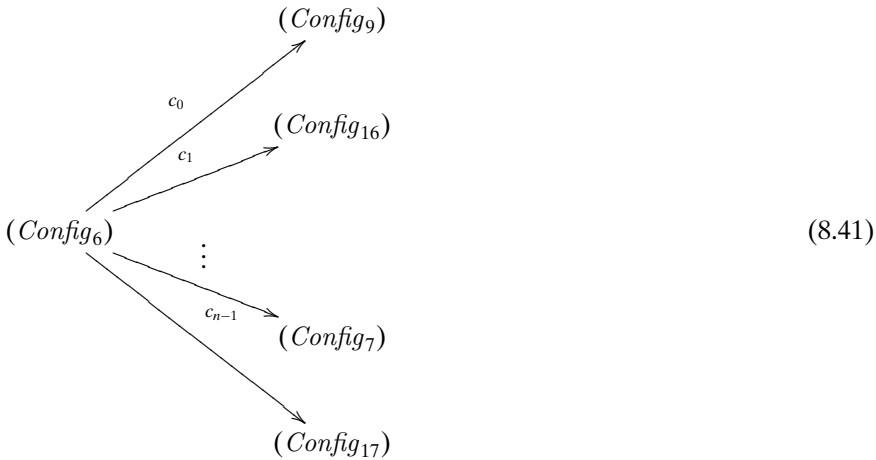 (Config₉)
c₀
(Config₁₆)
c₁
(Config₆)
⋮
(8.41)
cₙ₋₁
(Config₇)
(Config₁₇)